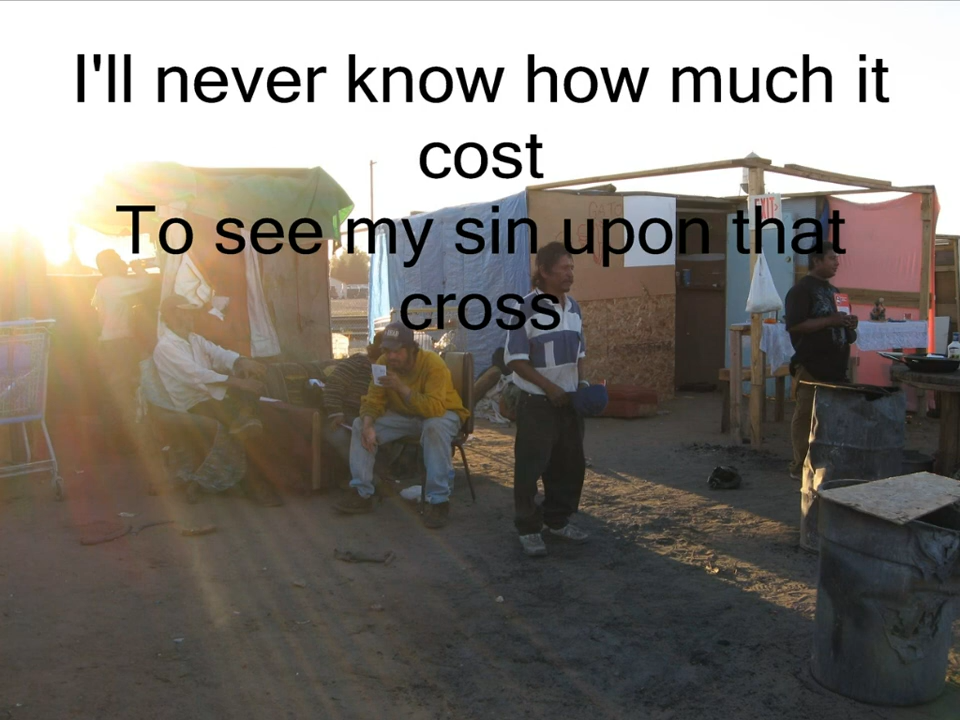 I'll never know how much it
cost
To see my sin upon that
cross